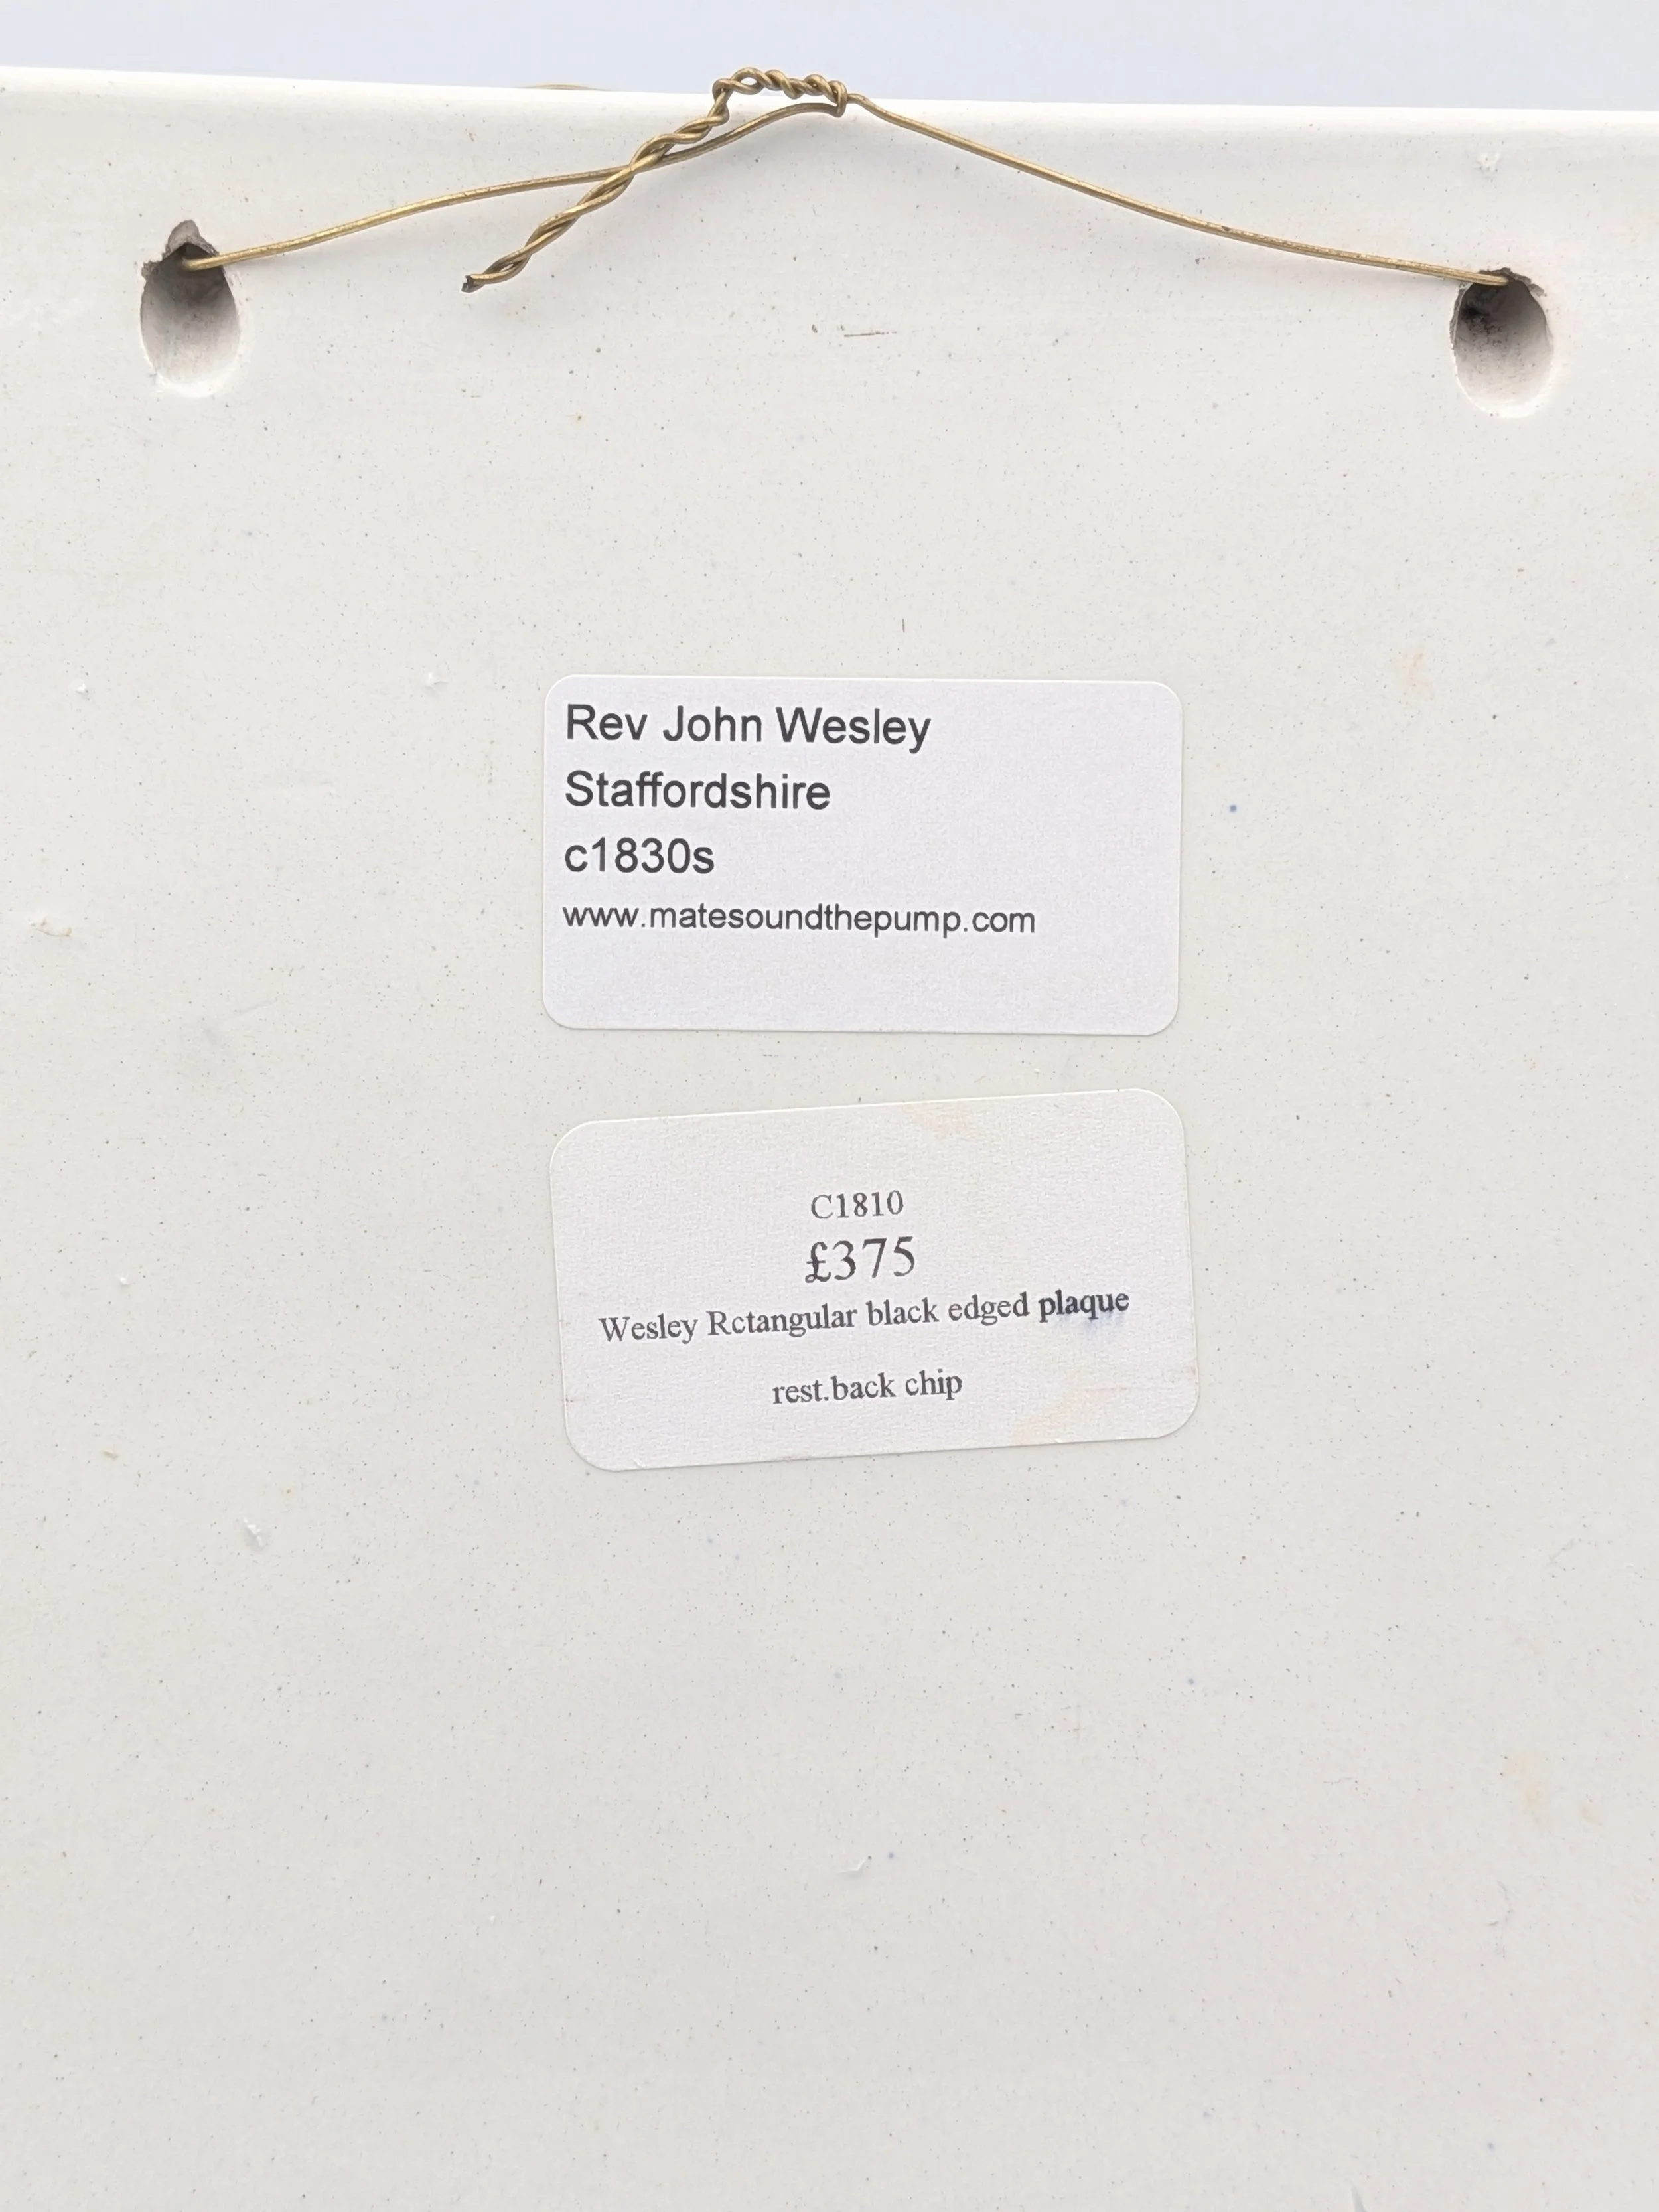 Rev John Wesley
Staffordshire
c1830s
www.matesoundthepump.com
C1810
£375
Wesley Rctangular black edged plaque
rest.back chip